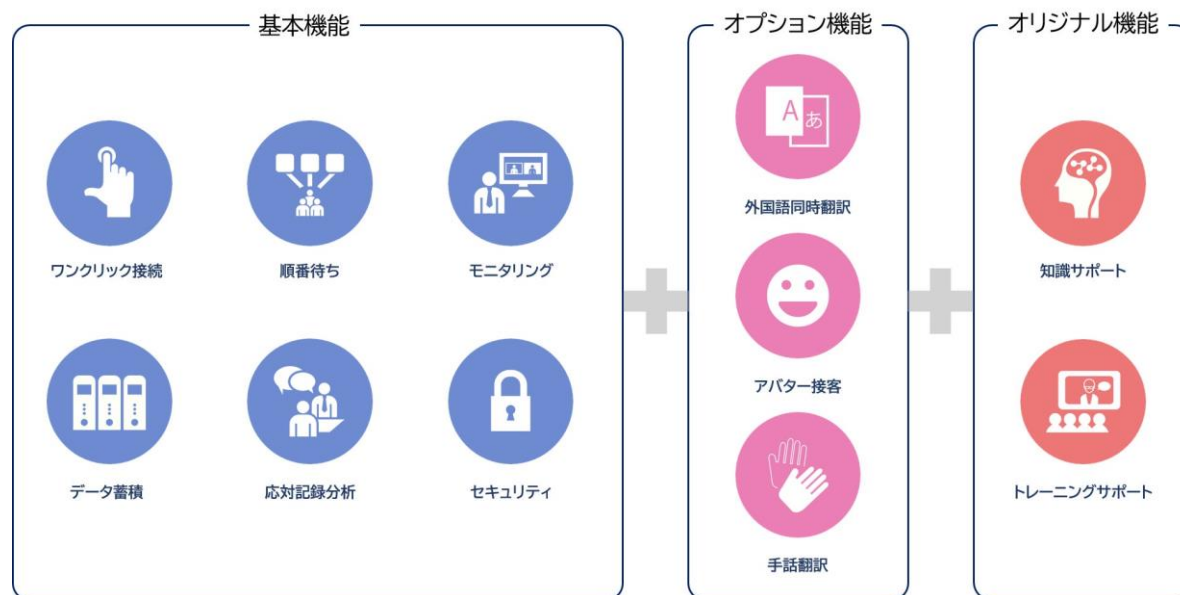 基本機能
ワンクリック接続
順番待ち
モニタリング
データ蓄積
応対記録分析
セキュリティ
オプション機能
A あ
外国語同時翻訳
アバター接客
手話翻訳
オリジナル機能
知識サポート
トレーニングサポート